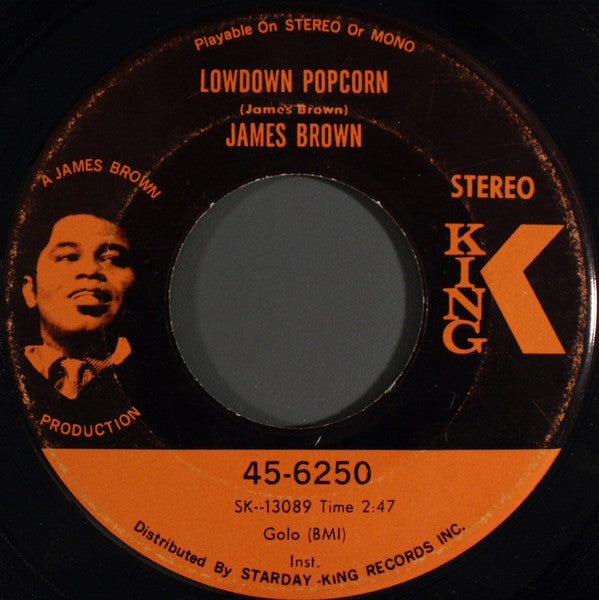 Playable On STEREO Or MONO
LOWDOWN POPCORN
(James Brown)
JAMES BROWN
A JAMES BROWN
PRODUCTION
STEREO
KING
45-6250
SK--13089 Time 2:47
Golo (BMI)
Inst.
Distributed By STARDAY-KING RECORDS INC.